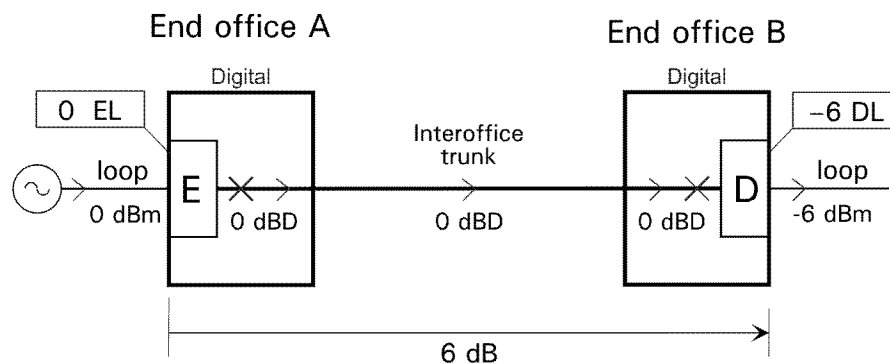 End office A
End office B
Digital
Digital
0 EL
–6 DL
Interoffice
trunk
loop
loop
E
D
0 dBm
0 dBD
0 dBD
0 dBD
-6 dBm
6 dB